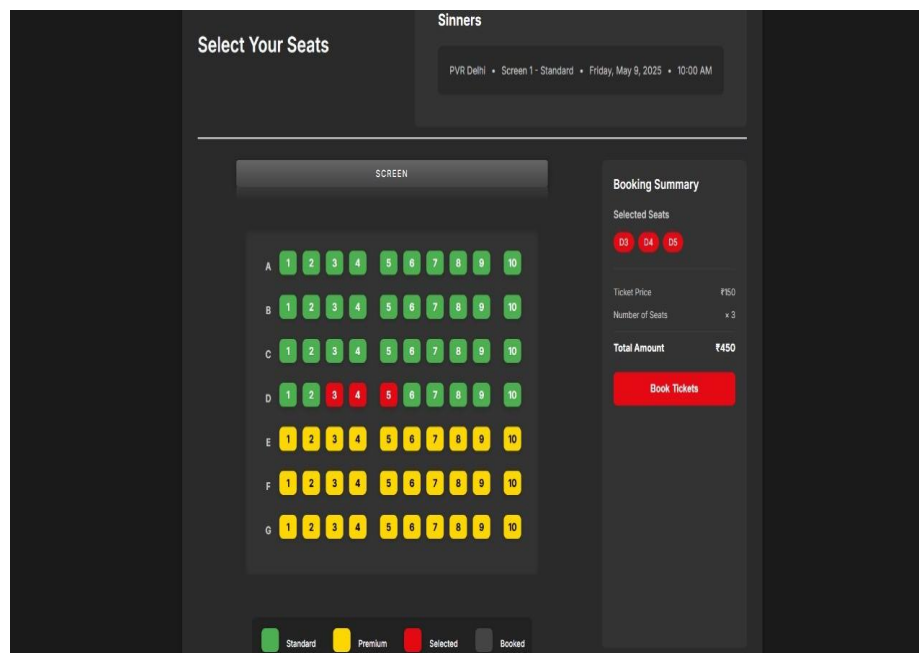 Sinners
Select Your Seats
PVR Delhi • Screen 1 - Standard • Friday, May 9, 2025 • 10:00 AM
SCREEN
A 1 2 3 4 5 6 7 8 9 10
B 1 2 3 4 5 6 7 8 9 10
C 1 2 3 4 5 6 7 8 9 10
D 1 2 3 4 5 6 7 8 9 10
E 1 2 3 4 5 6 7 8 9 10
F 1 2 3 4 5 6 7 8 9 10
G 1 2 3 4 5 6 7 8 9 10
Standard Premium Selected Booked
Booking Summary
Selected Seats
D3 D4 D5
Ticket Price ₹150
Number of Seats × 3
Total Amount ₹450
Book Tickets